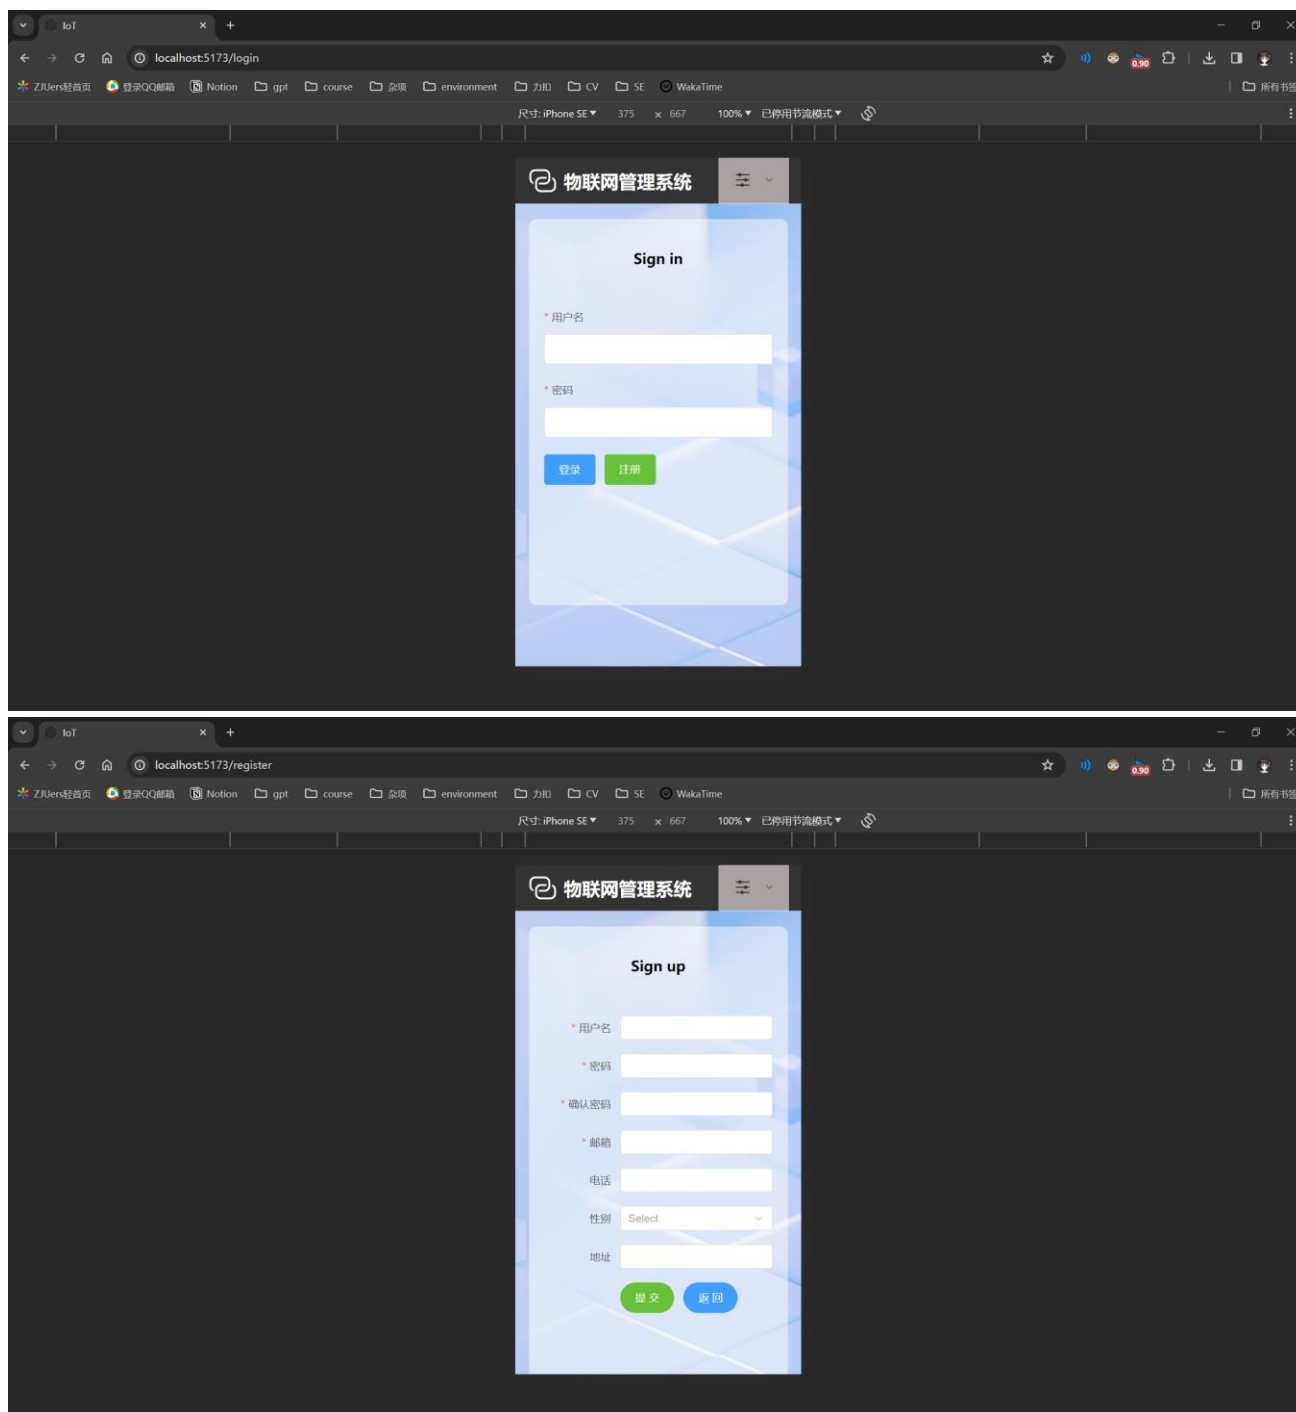 IoT
localhost:5173/login
0.90
ZJUers轻首页 登录QQ邮箱 Notion gpt course 杂项 environment 力扣 CV SE WakaTime 所有书签
尺寸: iPhone SE 375 × 667 100% 已停用节流模式
物联网管理系统
Sign in
* 用户名
* 密码
登录 注册
IoT
localhost:5173/register
0.90
ZJUers轻首页 登录QQ邮箱 Notion gpt course 杂项 environment 力扣 CV SE WakaTime 所有书签
尺寸: iPhone SE 375 × 667 100% 已停用节流模式
物联网管理系统
Sign up
* 用户名
* 密码
* 确认密码
* 邮箱
电话
性别 Select
地址
提交 返回